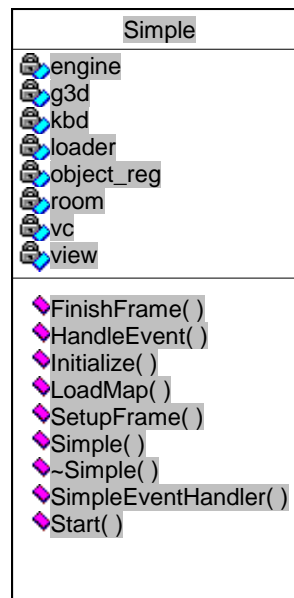 Simple
engine
g3d
kbd
loader
object_reg
room
vc
view
FinishFrame( )
HandleEvent( )
Initialize( )
LoadMap( )
SetupFrame( )
Simple( )
~Simple( )
SimpleEventHandler( )
Start( )